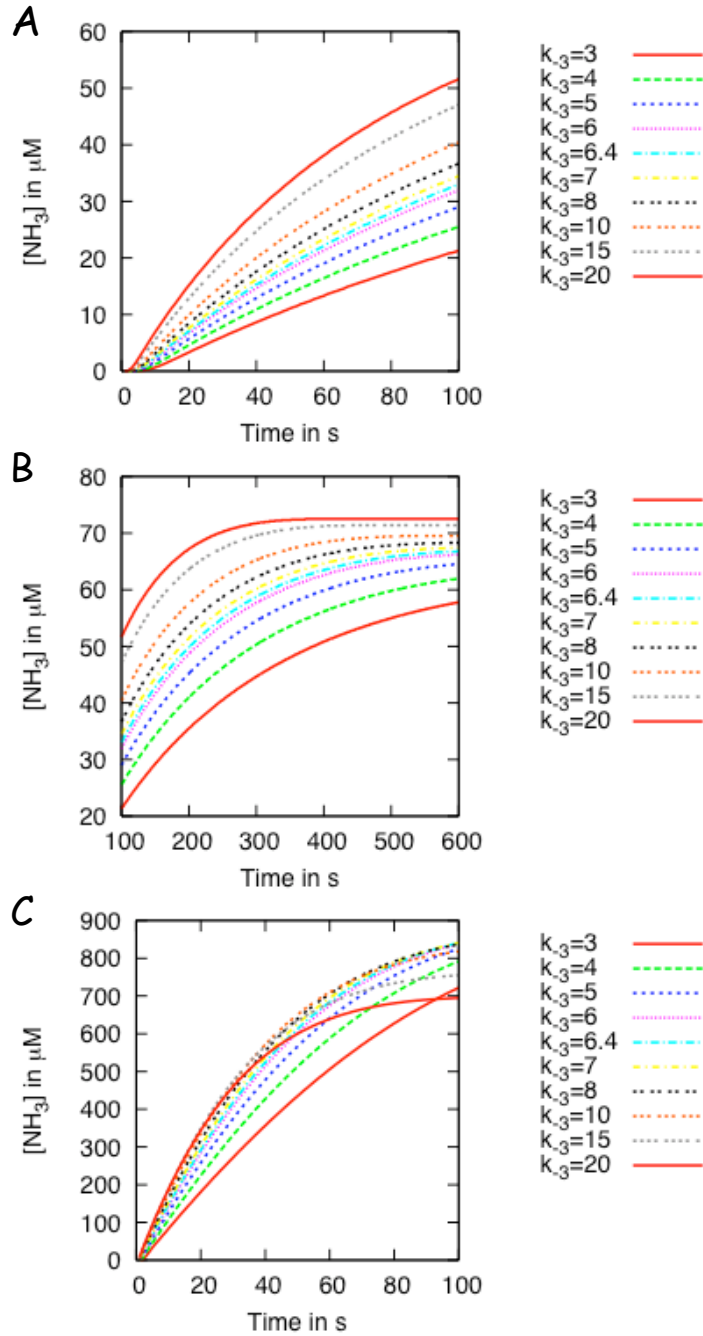 A
60
50
40
30
20
10
0
[NH3] in μM
0 20 40 60 80 100
Time in s
k-3=3
k-3=4
k-3=5
k-3=6
k-3=6.4
k-3=7
k-3=8
k-3=10
k-3=15
k-3=20
B
80
70
60
50
40
30
20
[NH3] in μM
100 200 300 400 500 600
Time in s
k-3=3
k-3=4
k-3=5
k-3=6
k-3=6.4
k-3=7
k-3=8
k-3=10
k-3=15
k-3=20
C
900
800
700
600
500
400
300
200
100
0
[NH3] in μM
0 20 40 60 80 100
Time in s
k-3=3
k-3=4
k-3=5
k-3=6
k-3=6.4
k-3=7
k-3=8
k-3=10
k-3=15
k-3=20